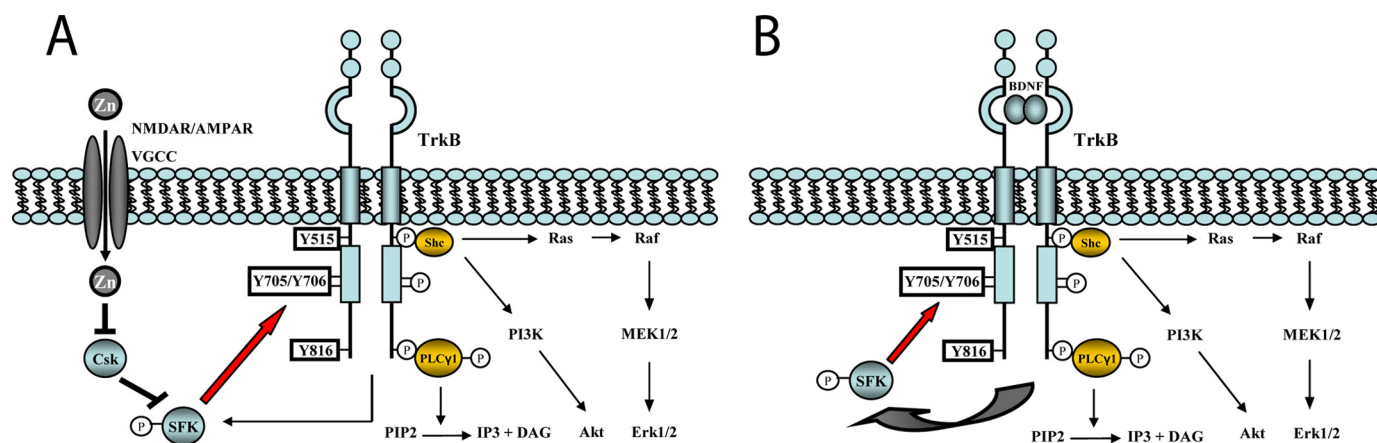 A
Zn
NMDAR/AMPAR
VGCC
TrkB
Y515
P
Shc
Ras
Raf
Zn
Y705/Y706
P
Csk
PI3K
MEK1/2
Y816
P
PLCγ1
P
P
SFK
PIP2
IP3 + DAG
Akt
Erk1/2
B
BDNF
TrkB
Y515
P
Shc
Ras
Raf
Y705/Y706
P
PI3K
MEK1/2
Y816
P
PLCγ1
P
P
SFK
PIP2
IP3 + DAG
Akt
Erk1/2